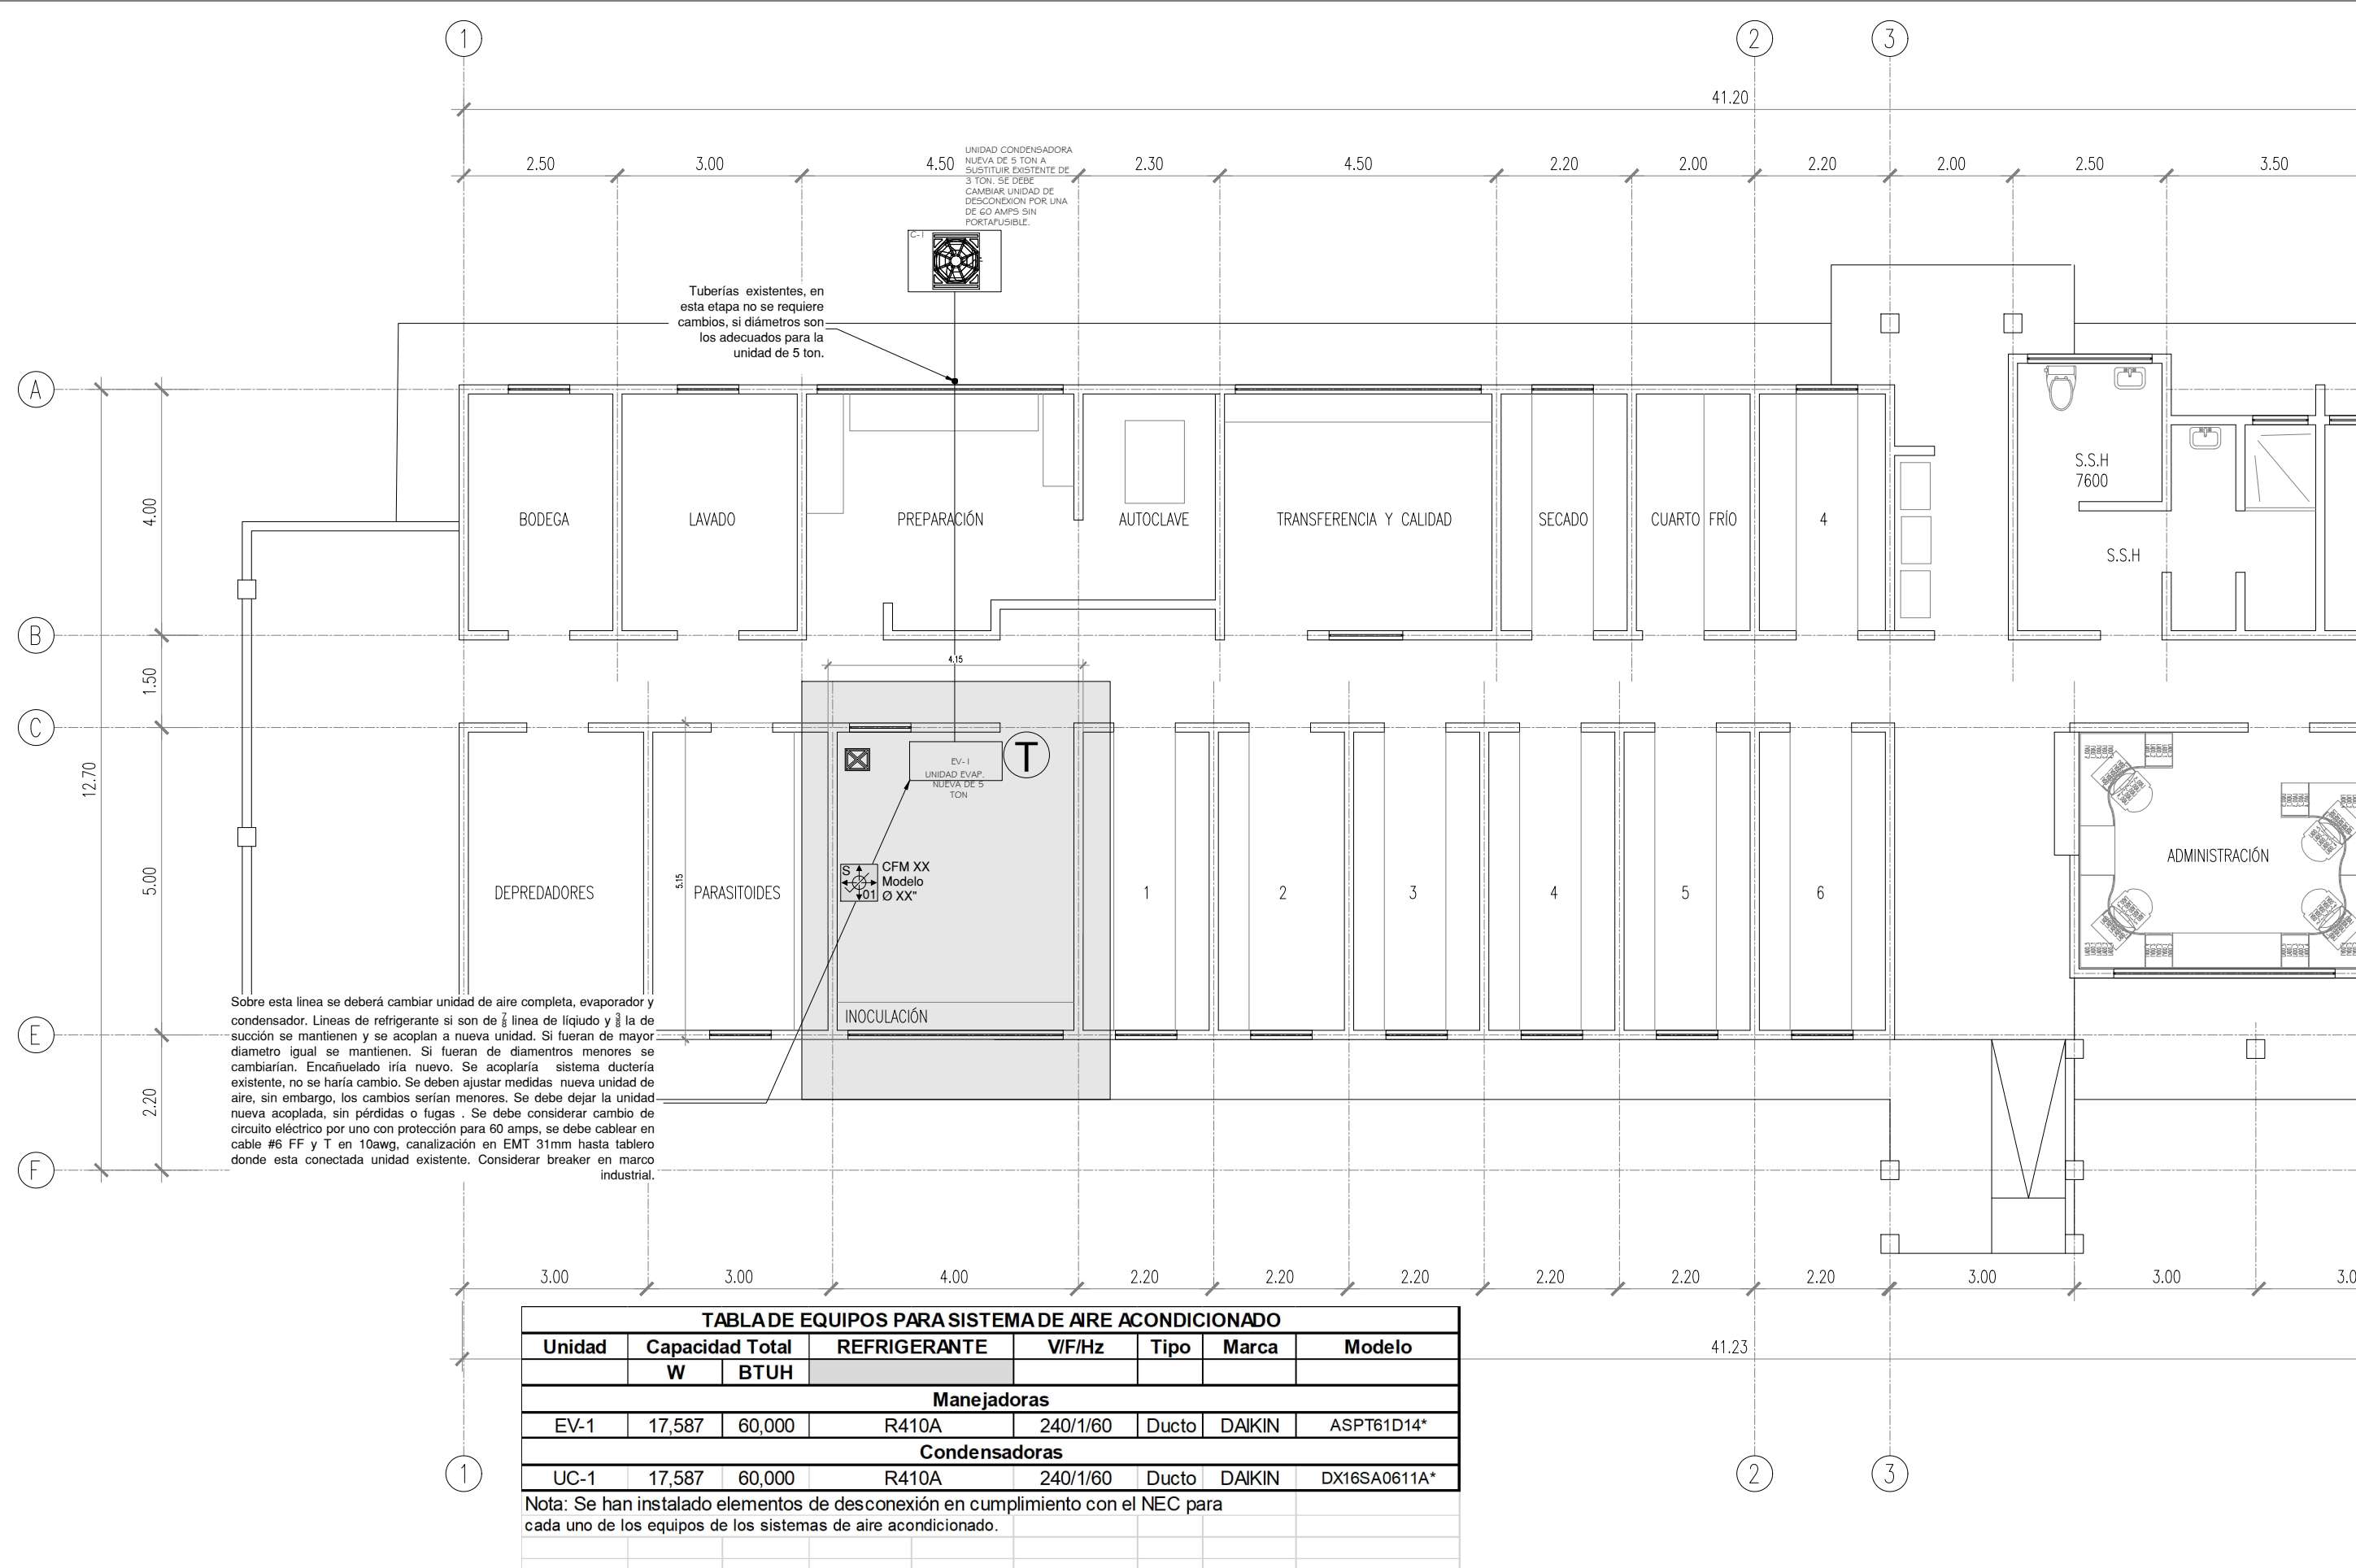 1
2
3
41.20
2.50
3.00
4.50
2.30
4.50
2.20
2.00
2.20
2.00
2.50
3.50
UNIDAD CONDENSADORA
NUEVA DE 5 TON A
SUSTITUIR EXISTENTE DE
3 TON. SE DEBE
CAMBIAR UNIDAD DE
DESCONEXION POR UNA
DE 60 AMPS SIN
PORTAFUSIBLE.
C-1
Tuberías existentes, en
esta etapa no se requiere
cambios, si diámetros son
los adecuados para la
unidad de 5 ton.
A
B
C
E
F
4.00
1.50
12.70
5.00
2.20
BODEGA
LAVADO
PREPARACIÓN
AUTOCLAVE
TRANSFERENCIA Y CALIDAD
SECADO
CUARTO FRÍO
4
S.S.H
7600
S.S.H
4.15
EV-1
UNIDAD EVAP.
NUEVA DE 5
TON
T
S
01
CFM XX
Modelo
Ø XX"
5.15
DEPREDADORES
PARASITOIDES
INOCULACIÓN
1
2
3
4
5
6
ADMINISTRACIÓN
Sobre esta linea se deberá cambiar unidad de aire completa, evaporador y
condensador. Lineas de refrigerante si son de 7/8 linea de líqiudo y 3/8 la de
succión se mantienen y se acoplan a nueva unidad. Si fueran de mayor
diametro igual se mantienen. Si fueran de diamentros menores se
cambiarían. Encañuelado iría nuevo. Se acoplaría sistema ductería
existente, no se haría cambio. Se deben ajustar medidas nueva unidad de
aire, sin embargo, los cambios serían menores. Se debe dejar la unidad
nueva acoplada, sin pérdidas o fugas . Se debe considerar cambio de
circuito eléctrico por uno con protección para 60 amps, se debe cablear en
cable #6 FF y T en 10awg, canalización en EMT 31mm hasta tablero
donde esta conectada unidad existente. Considerar breaker en marco
industrial.
3.00
3.00
4.00
2.20
2.20
2.20
2.20
2.20
2.20
3.00
3.00
3.0
41.23
TABLA DE EQUIPOS PARA SISTEMA DE AIRE ACONDICIONADO
Unidad Capacidad Total REFRIGERANTE V/F/Hz Tipo Marca Modelo
W BTUH
Manejadoras
EV-1 17,587 60,000 R410A 240/1/60 Ducto DAIKIN ASPT61D14*
Condensadoras
UC-1 17,587 60,000 R410A 240/1/60 Ducto DAIKIN DX16SA0611A*
Nota: Se han instalado elementos de desconexión en cumplimiento con el NEC para
cada uno de los equipos de los sistemas de aire acondicionado.
1
2
3